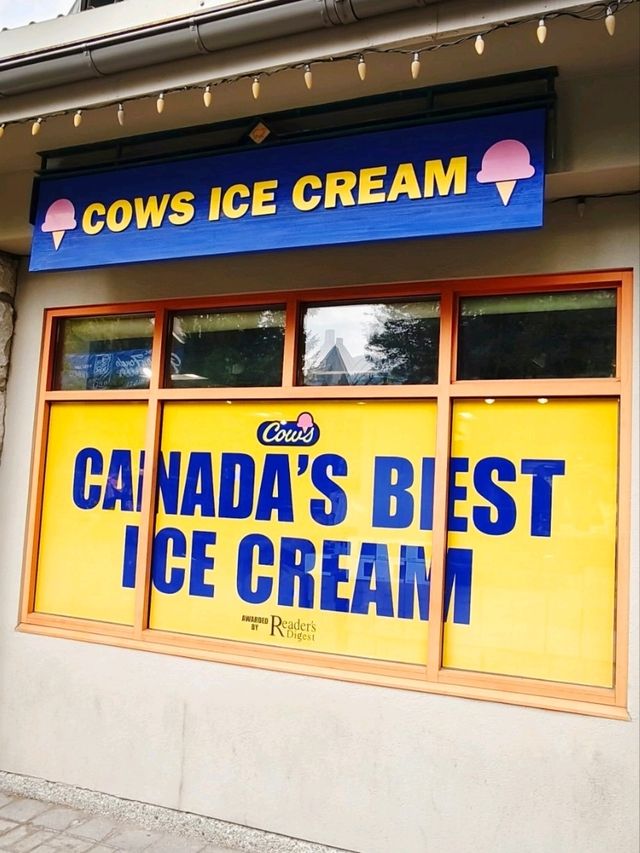 COWS ICE CREAM
Cows
CANADA'S BEST
ICE CREAM
AWARDED
BY
Reader's
Digest